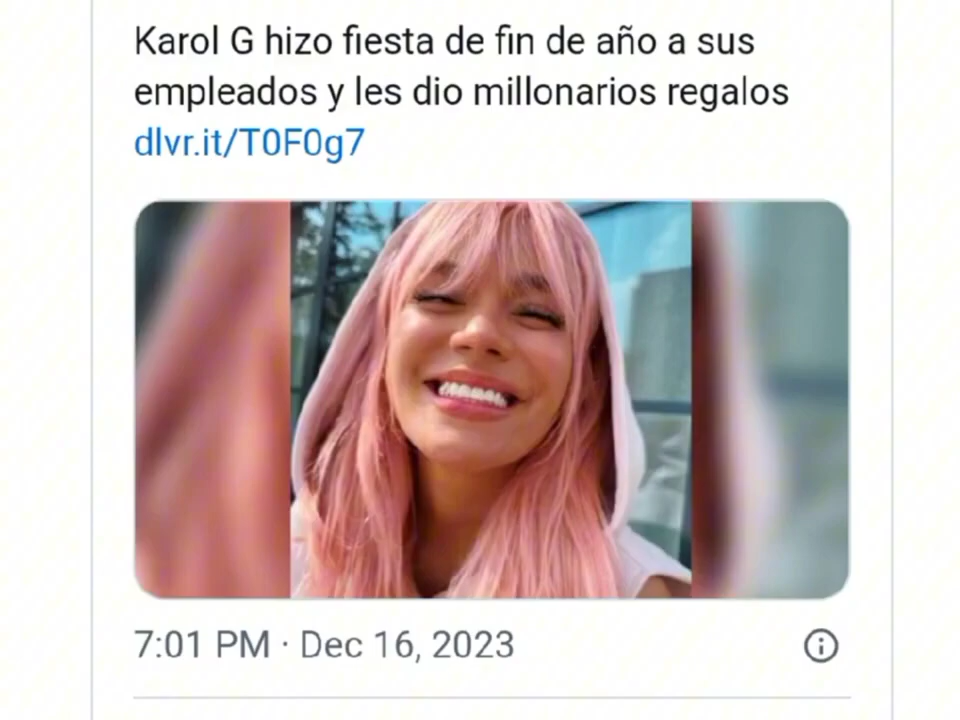 Karol G hizo fiesta de fin de año a sus
empleados y les dio millonarios regalos
dlvr.it/T0F0g7
7:01 PM · Dec 16, 2023